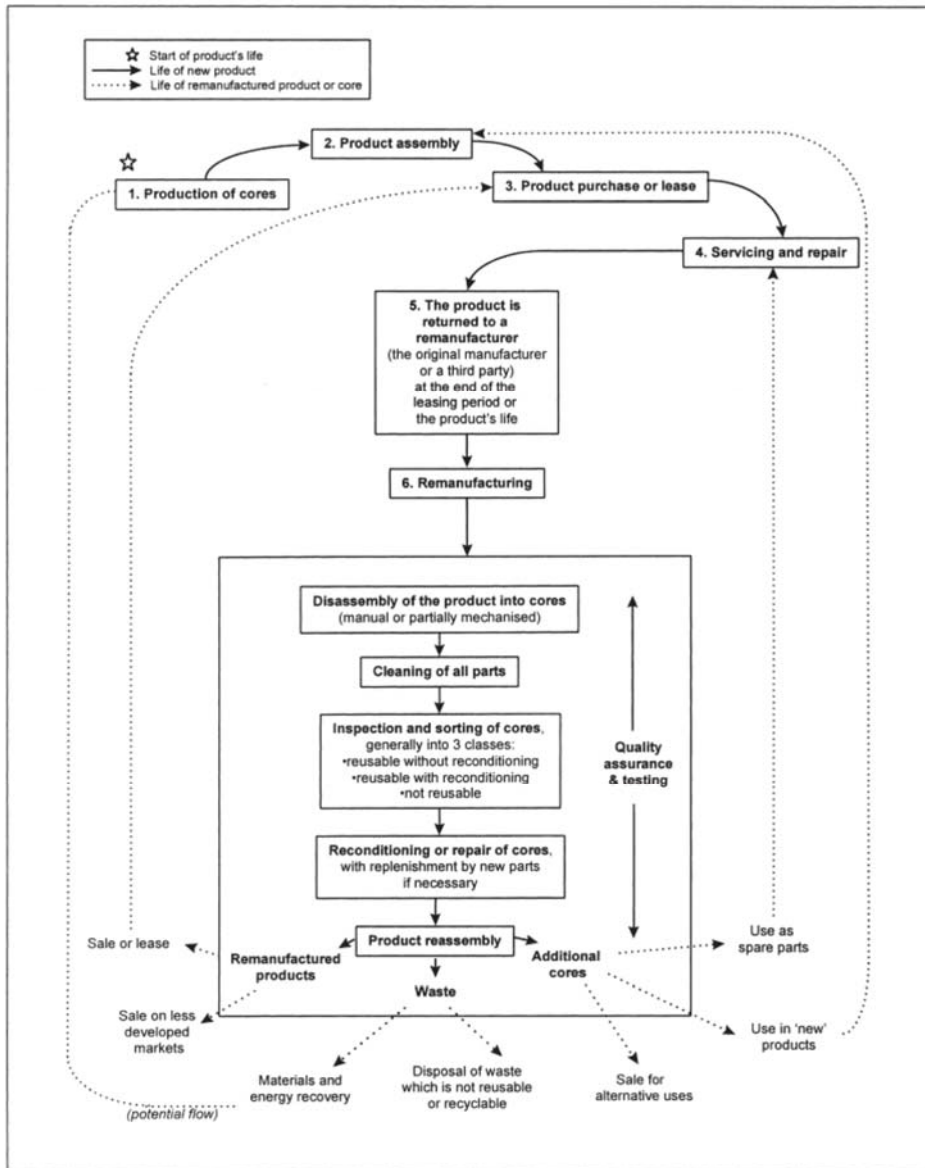 Start of product's life
Life of new product
Life of remanufactured product or core
2. Product assembly
1. Production of cores
3. Product purchase or lease
4. Servicing and repair
5. The product is
returned to a
remanufacturer
(the original manufacturer
or a third party)
at the end of the
leasing period or
the product's life
6. Remanufacturing
Disassembly of the product into cores
(manual or partially mechanised)
Cleaning of all parts
Inspection and sorting of cores,
generally into 3 classes:
•reusable without reconditioning
•reusable with reconditioning
•not reusable
Quality
assurance
& testing
Reconditioning or repair of cores,
with replenishment by new parts
if necessary
Product reassembly
Sale or lease
Remanufactured
products
Waste
Additional
cores
Use as
spare parts
Sale on less
developed
markets
Use in 'new'
products
Materials and
energy recovery
Disposal of waste
which is not reusable
or recyclable
Sale for
alternative uses
(potential flow)